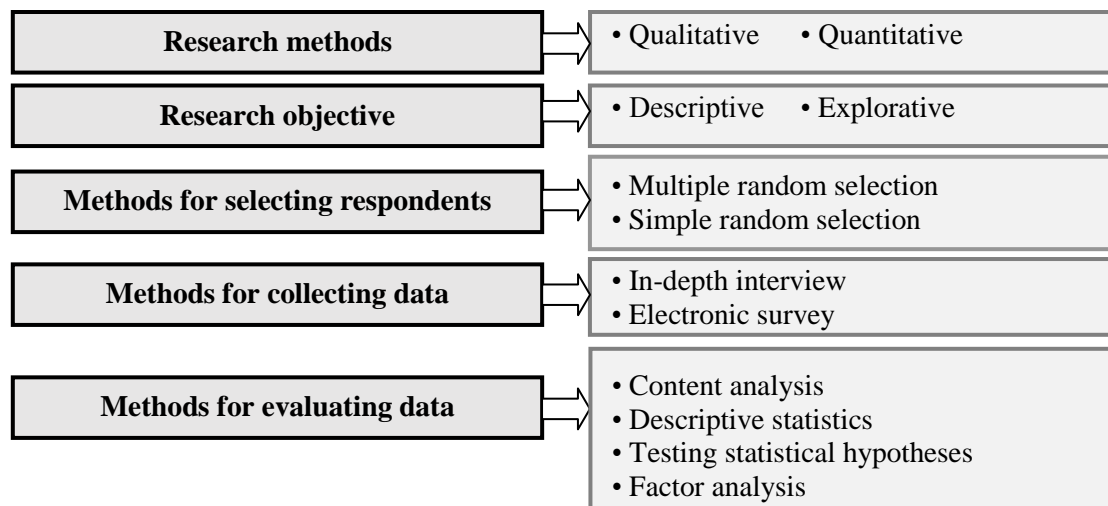 Research methods
• Qualitative • Quantitative
Research objective
• Descriptive • Explorative
Methods for selecting respondents
• Multiple random selection
• Simple random selection
Methods for collecting data
• In-depth interview
• Electronic survey
Methods for evaluating data
• Content analysis
• Descriptive statistics
• Testing statistical hypotheses
• Factor analysis